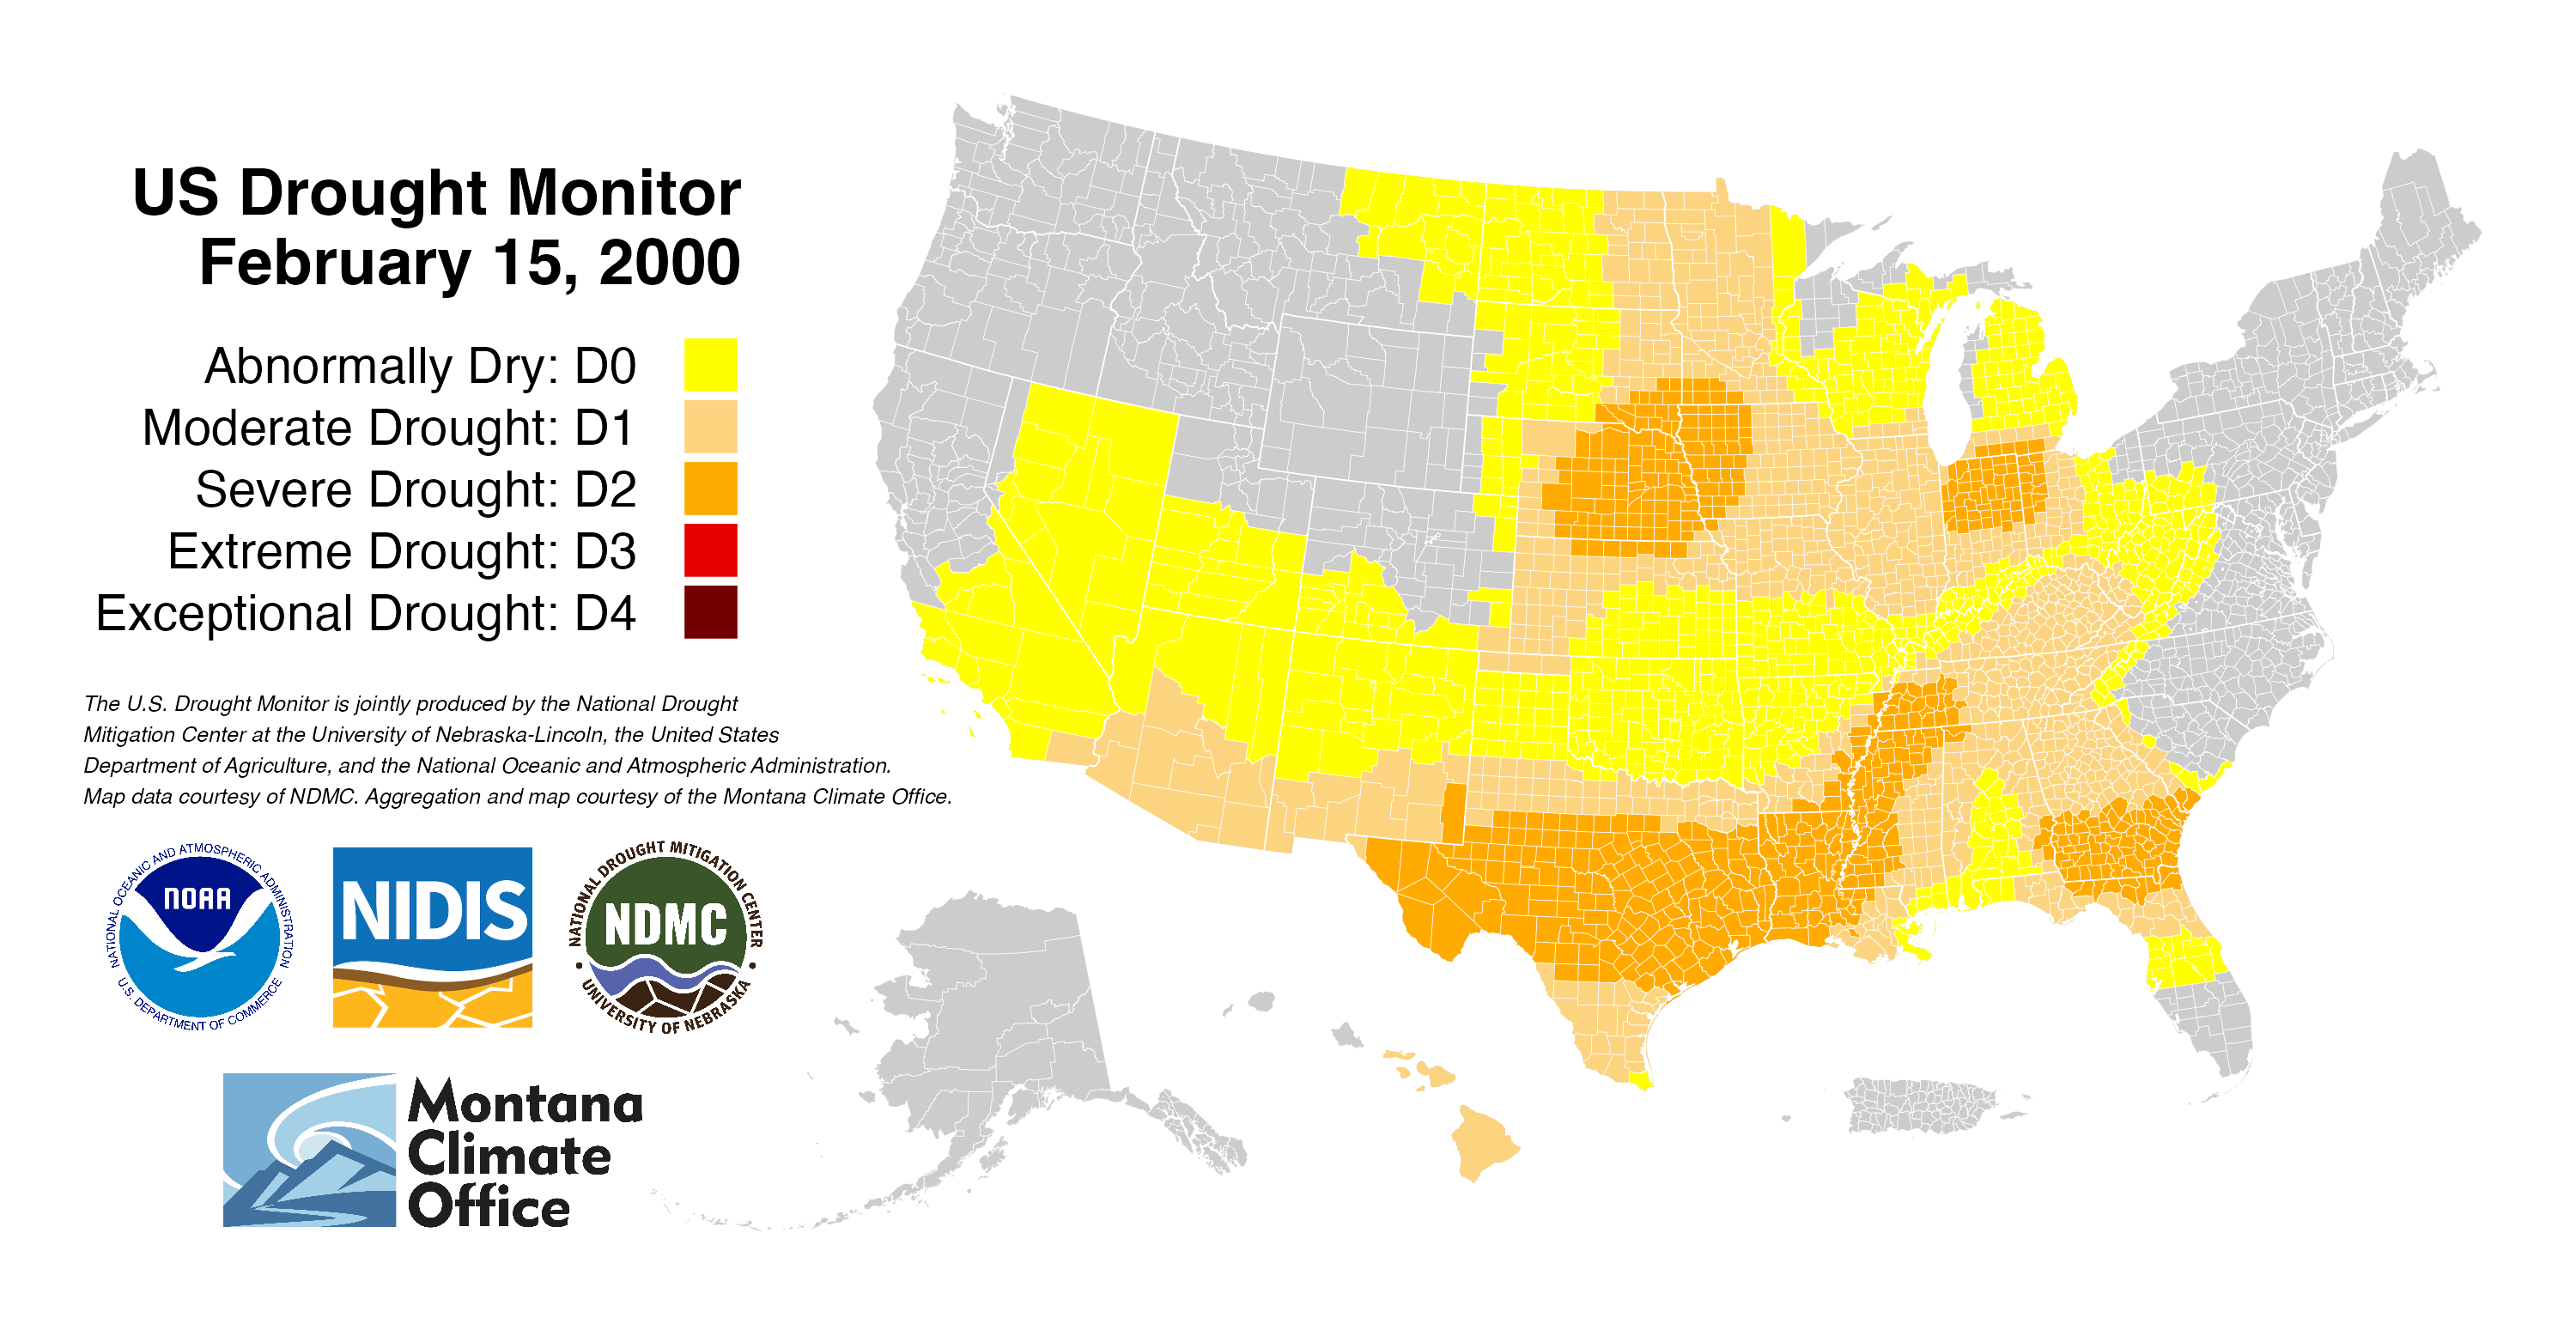 US Drought Monitor
February 15, 2000
Abnormally Dry: D0
Moderate Drought: D1
Severe Drought: D2
Extreme Drought: D3
Exceptional Drought: D4
The U.S. Drought Monitor is jointly produced by the National Drought
Mitigation Center at the University of Nebraska-Lincoln, the United States
Department of Agriculture, and the National Oceanic and Atmospheric Administration.
Map data courtesy of NDMC. Aggregation and map courtesy of the Montana Climate Office.
NATIONAL OCEANIC AND ATMOSPHERIC ADMINISTRATION
NOAA
U.S. DEPARTMENT OF COMMERCE
NIDIS
NATIONAL DROUGHT MITIGATION CENTER
NDMC
UNIVERSITY OF NEBRASKA
Montana
Climate
Office